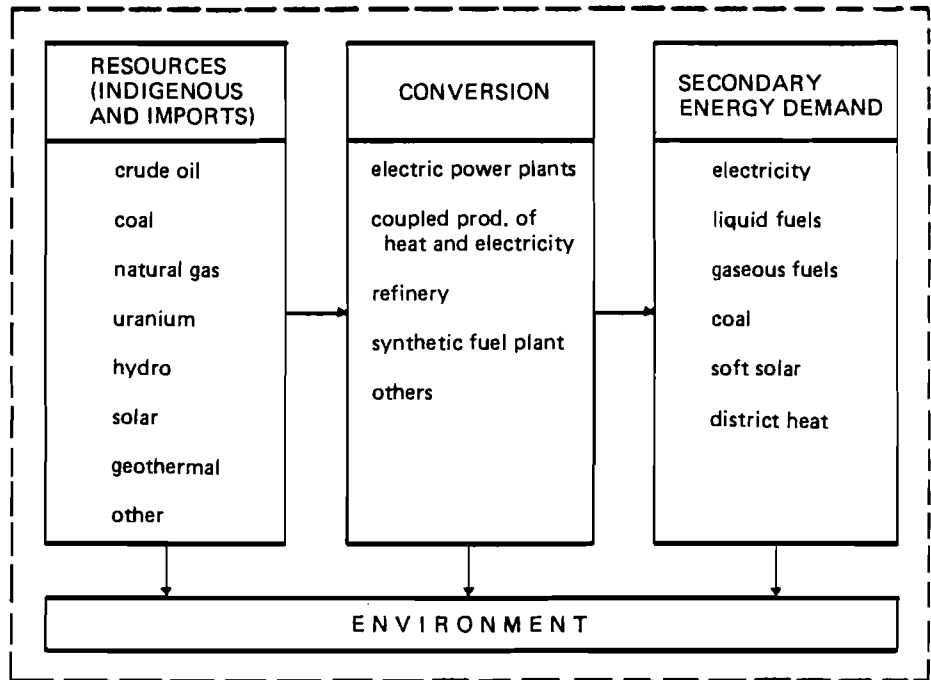 RESOURCES
(INDIGENOUS
AND IMPORTS)
crude oil
coal
natural gas
uranium
hydro
solar
geothermal
other
CONVERSION
electric power plants
coupled prod. of
heat and electricity
refinery
synthetic fuel plant
others
SECONDARY
ENERGY DEMAND
electricity
liquid fuels
gaseous fuels
coal
soft solar
district heat
ENVIRONMENT